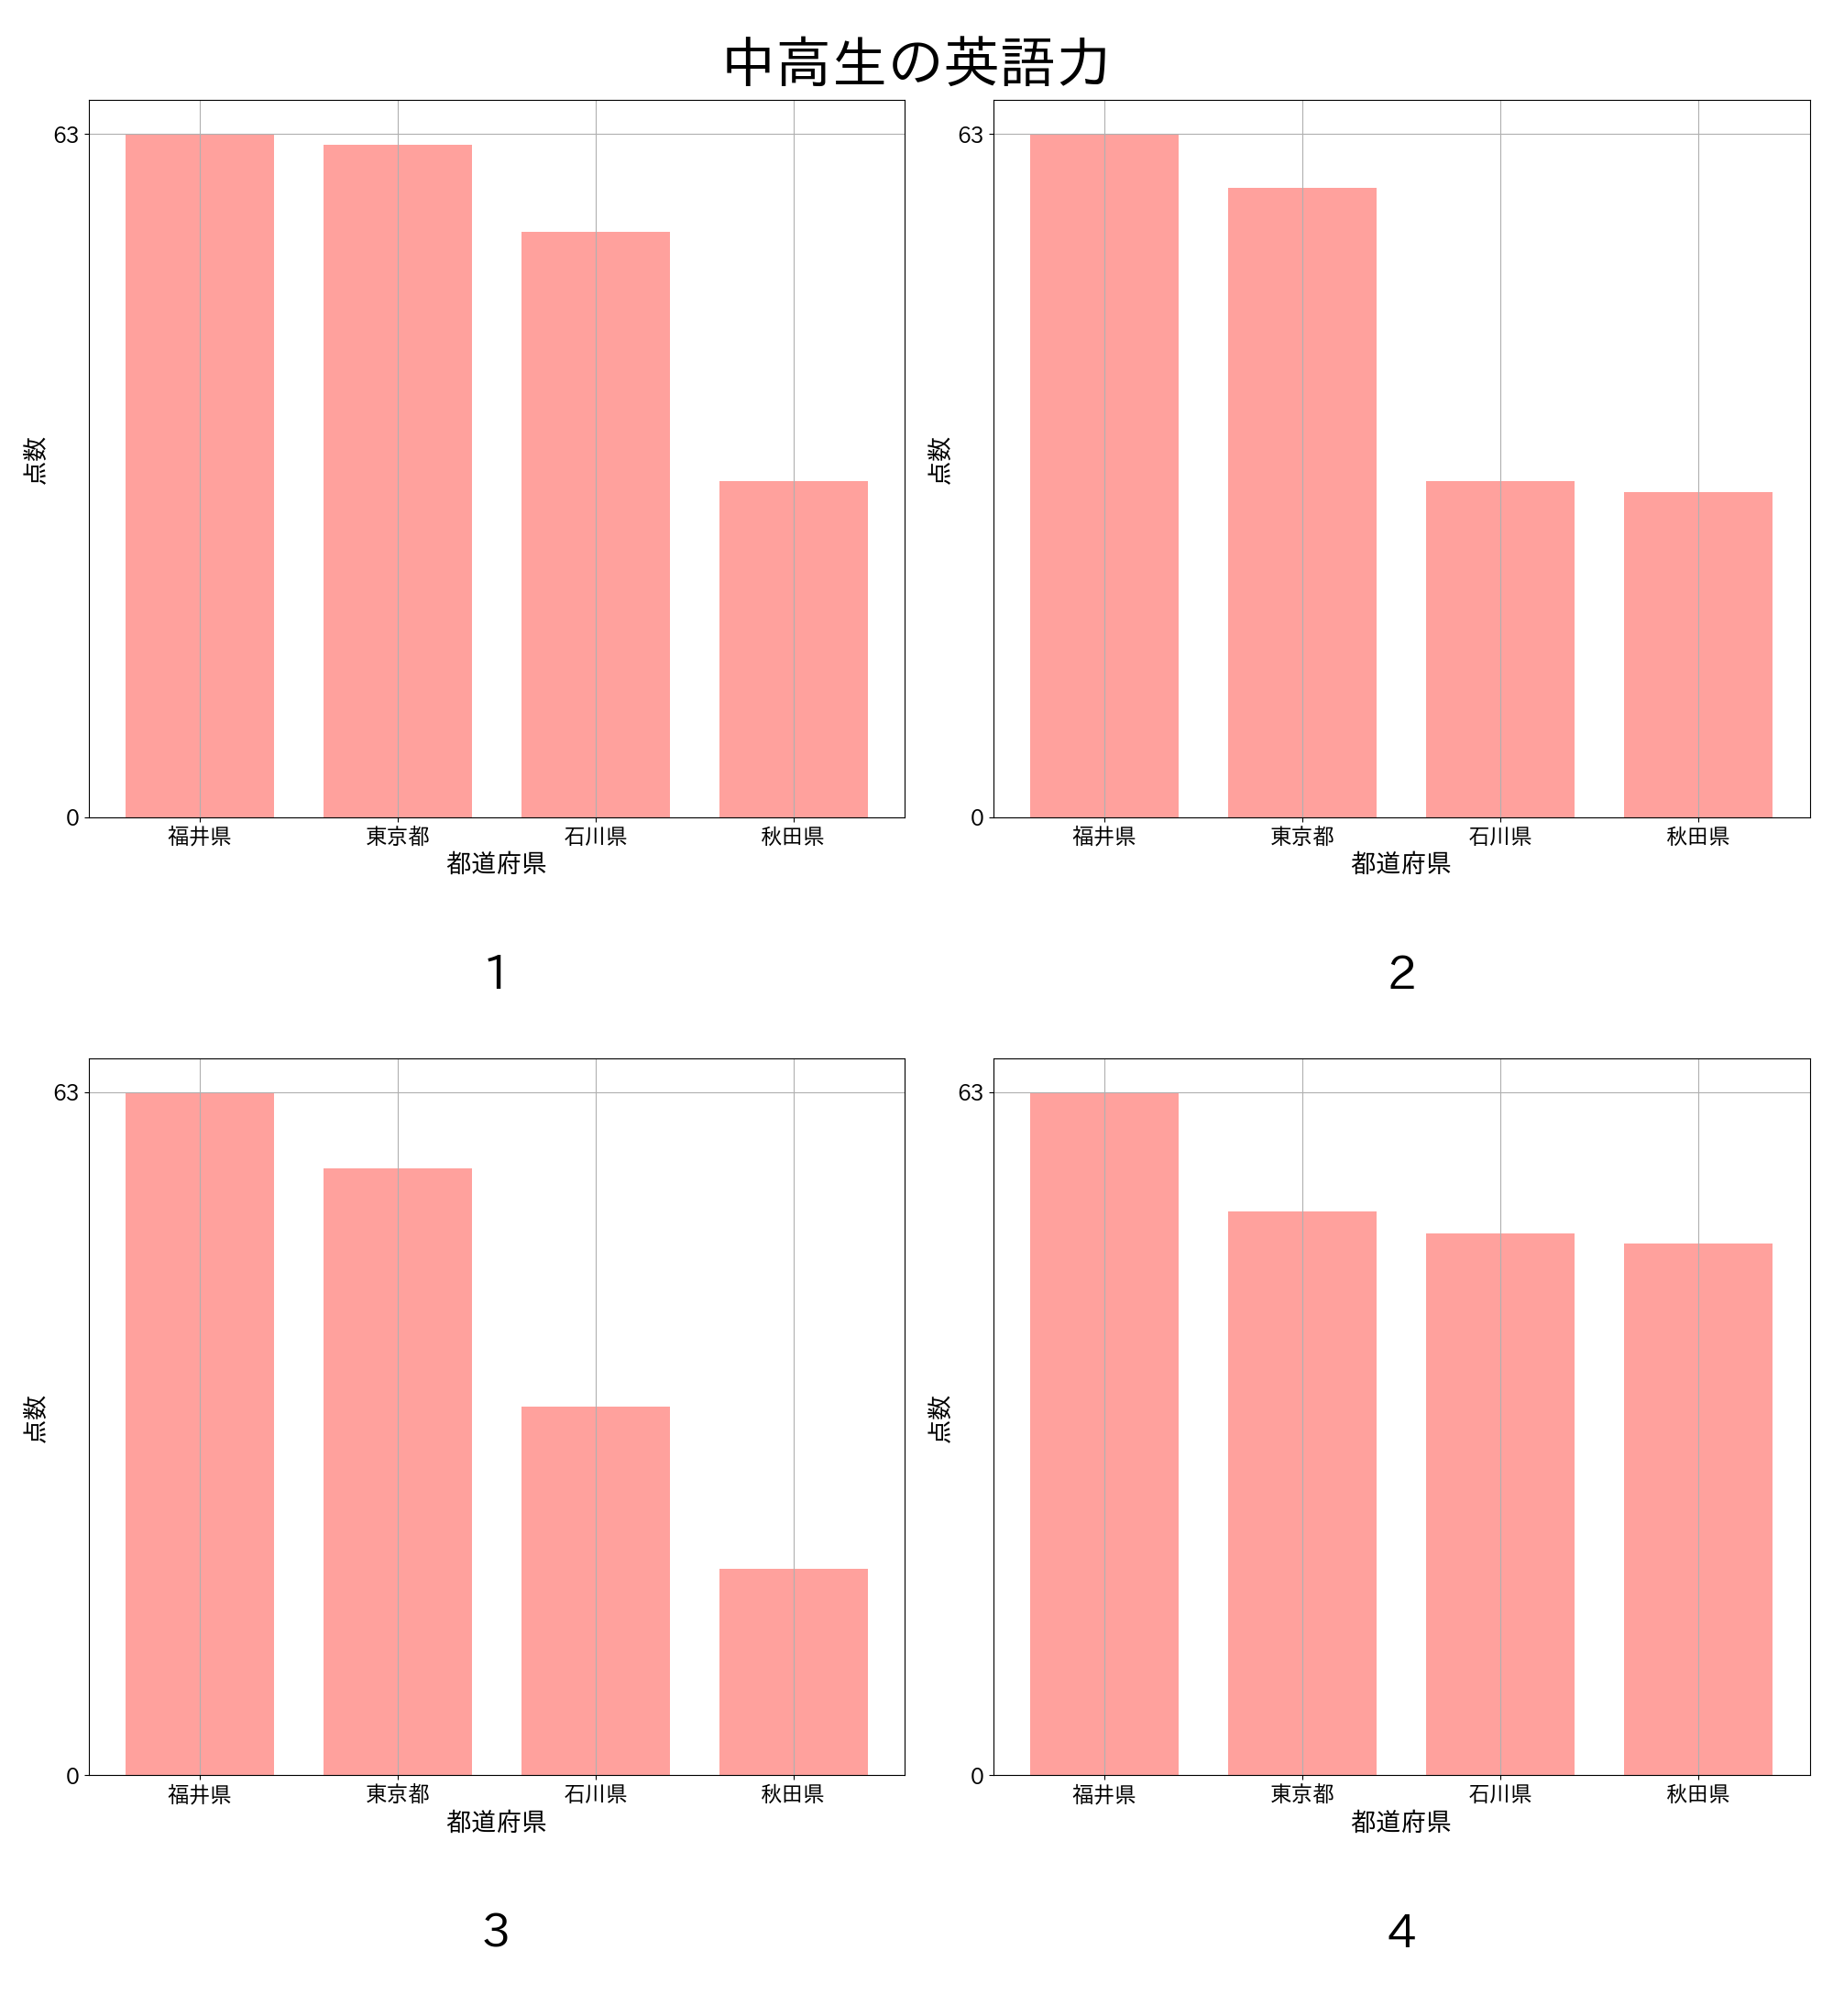 中高生の英語力
63
点数
0
福井県 東京都 石川県 秋田県
都道府県
1
63
点数
0
福井県 東京都 石川県 秋田県
都道府県
2
63
点数
0
福井県 東京都 石川県 秋田県
都道府県
3
63
点数
0
福井県 東京都 石川県 秋田県
都道府県
4